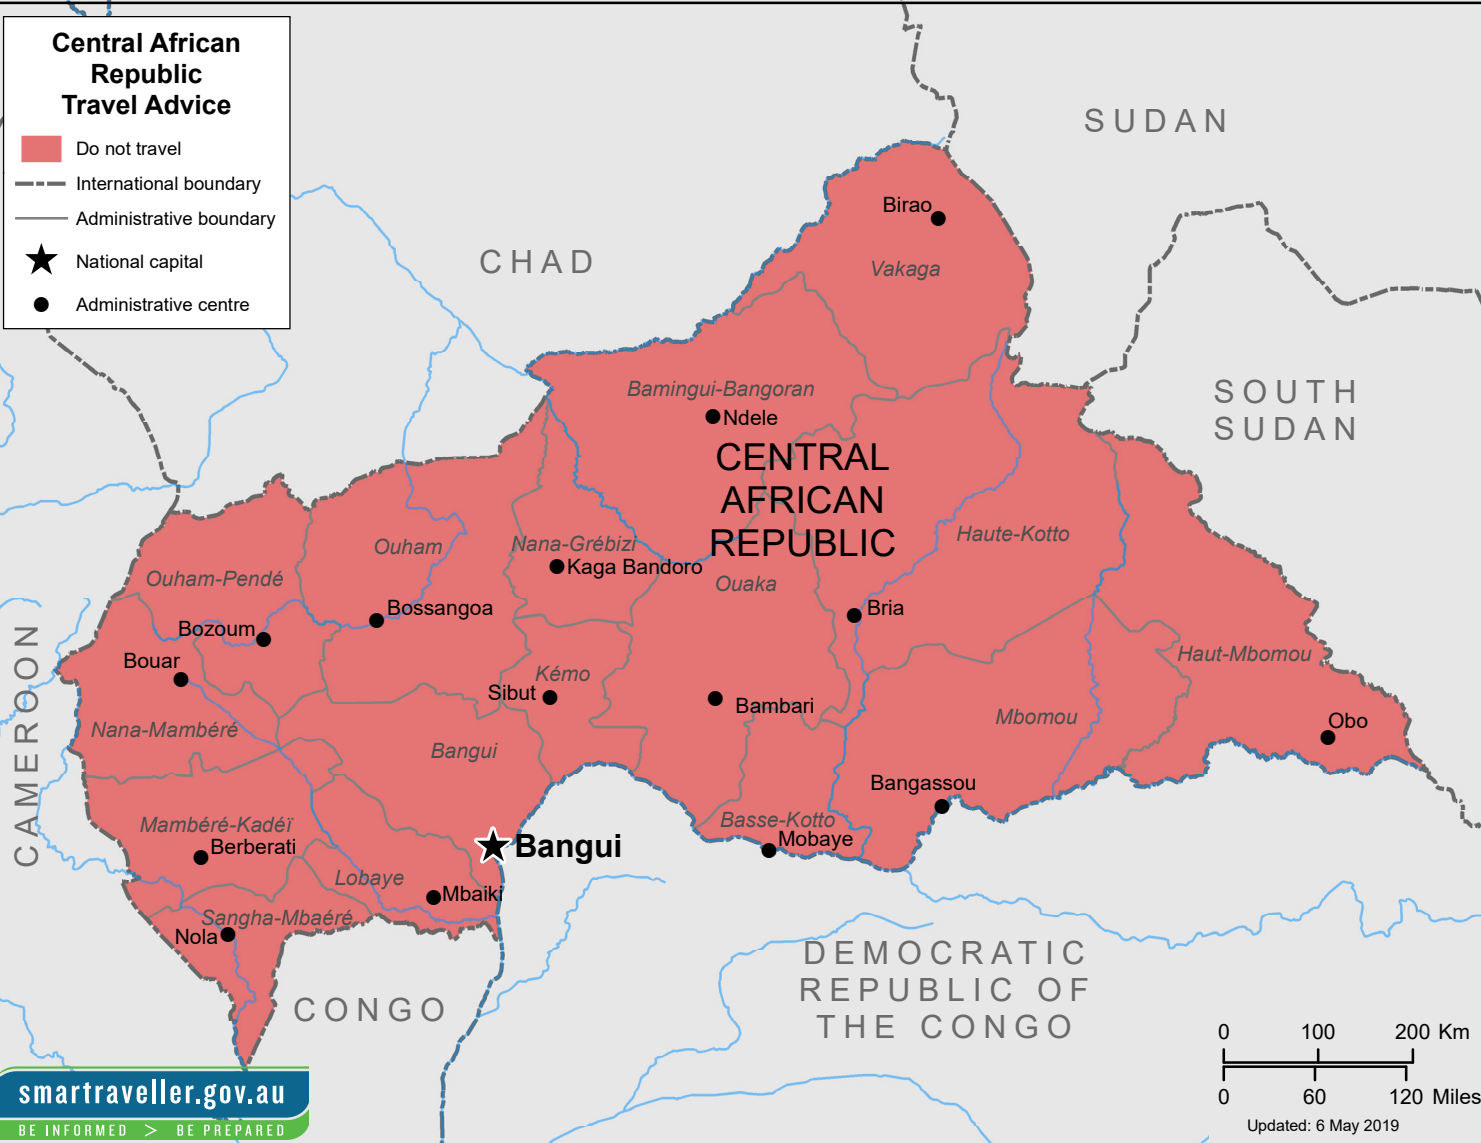 Central African
Republic
Travel Advice
Do not travel
International boundary
Administrative boundary
National capital
Administrative centre
SUDAN
CHAD
Birao
Vakaga
SOUTH
SUDAN
Bamingui-Bangoran
Ndele
CENTRAL
AFRICAN
REPUBLIC
Haute-Kotto
Ouham
Nana-Grébizi
Kaga Bandoro
Ouaka
Ouham-Pendé
Bossangoa
Bria
Bozoum
Bouar
Kémo
Sibut
Bambari
Haut-Mbomou
Mbomou
Obo
Nana-Mambéré
Bangui
CAMEROON
Bangassou
Mambéré-Kadéï
Berberati
Bangui
Basse-Kotto
Mobaye
Lobaye
Mbaiki
Sangha-Mbaéré
Nola
CONGO
DEMOCRATIC
REPUBLIC OF
THE CONGO
0 100 200 Km
0 60 120 Miles
Updated: 6 May 2019
smartraveller.gov.au
BE INFORMED > BE PREPARED